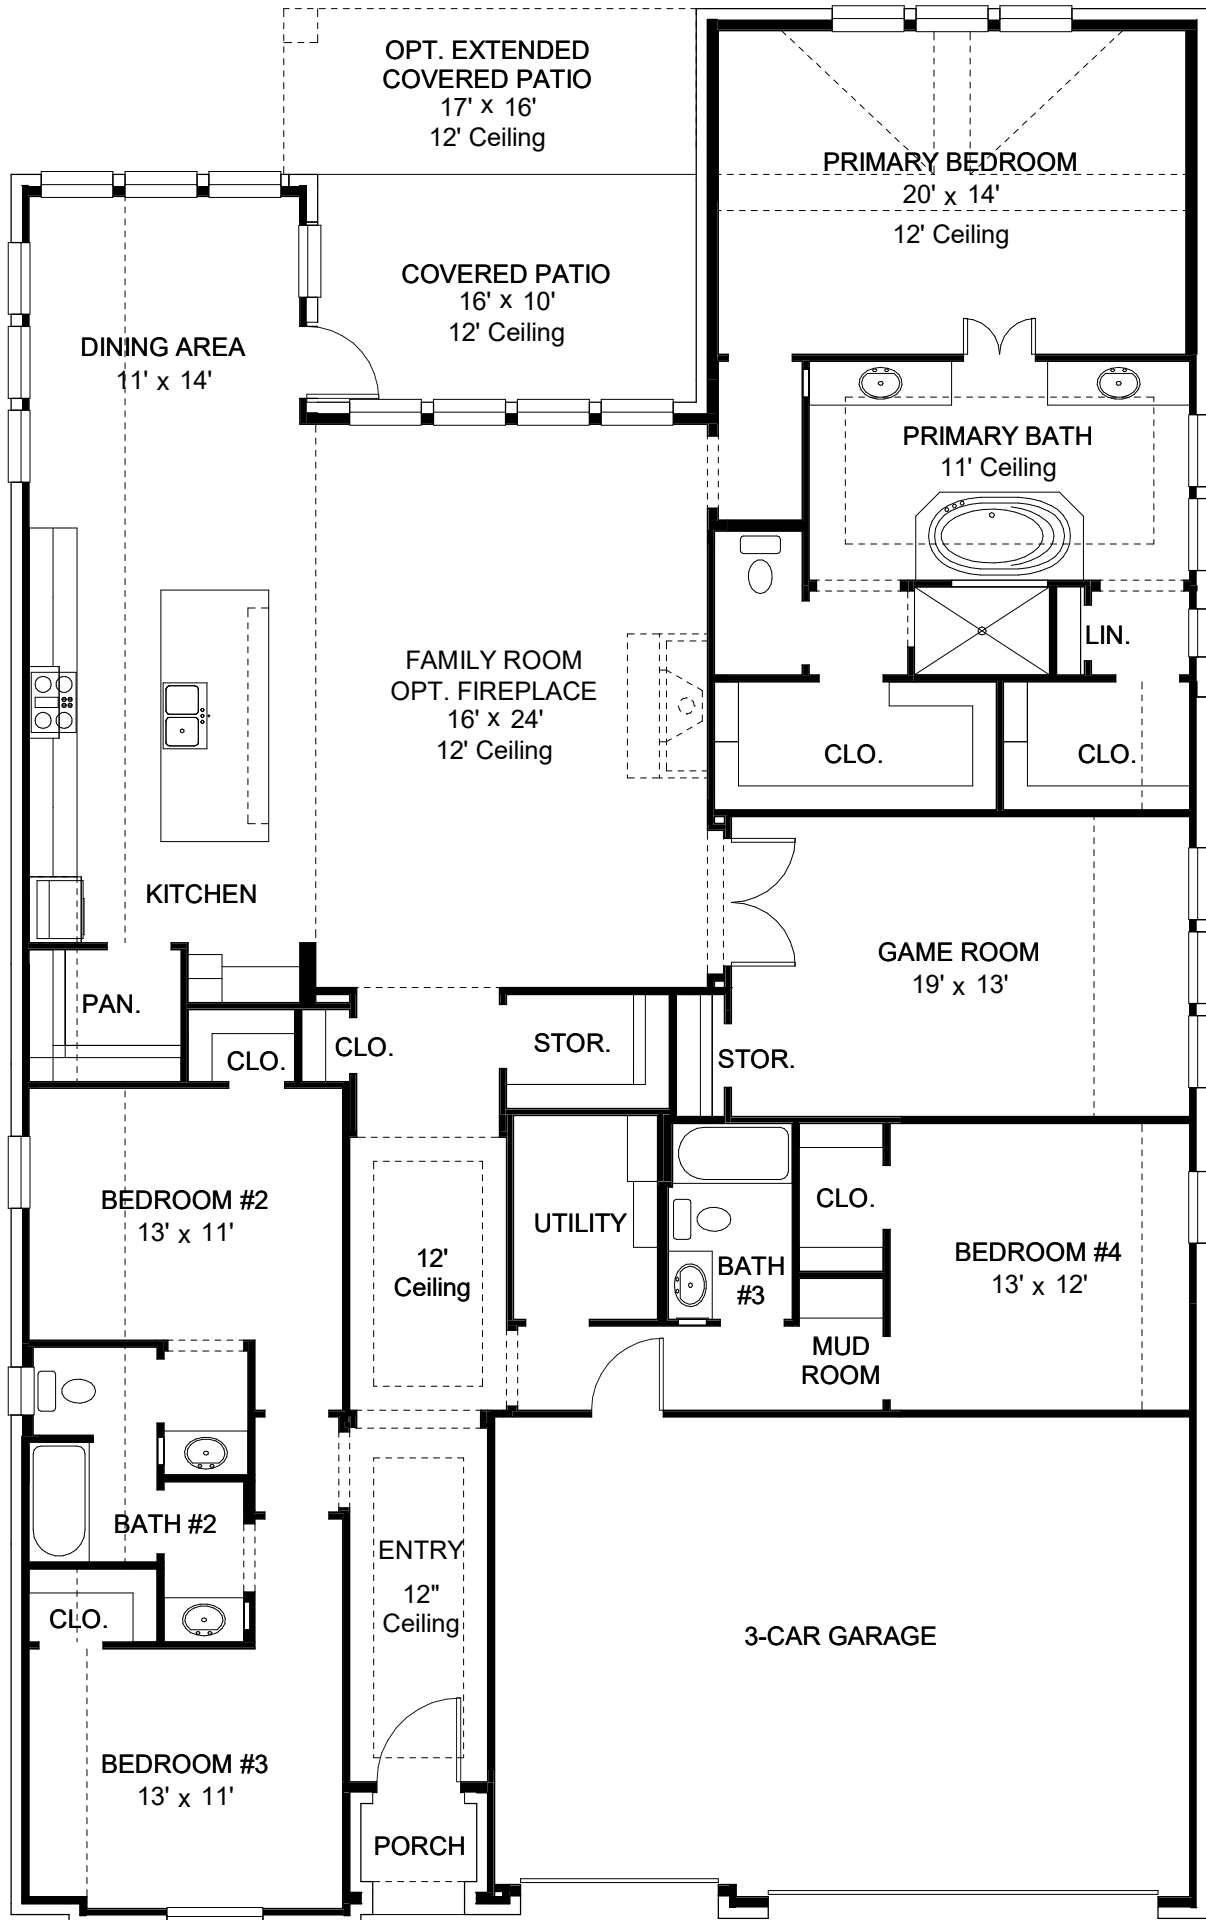 OPT. EXTENDED
COVERED PATIO
17' x 16'
12' Ceiling
PRIMARY BEDROOM
20' x 14'
12' Ceiling
COVERED PATIO
16' x 10'
12' Ceiling
DINING AREA
11' x 14'
PRIMARY BATH
11' Ceiling
LIN.
FAMILY ROOM
OPT. FIREPLACE
16' x 24'
12' Ceiling
CLO.
CLO.
KITCHEN
GAME ROOM
19' x 13'
PAN.
CLO.
CLO.
STOR.
STOR.
BEDROOM #2
13' x 11'
12'
Ceiling
UTILITY
CLO.
BATH
#3
BEDROOM #4
13' x 12'
MUD
ROOM
BATH #2
ENTRY
12"
Ceiling
CLO.
3-CAR GARAGE
BEDROOM #3
13' x 11'
PORCH